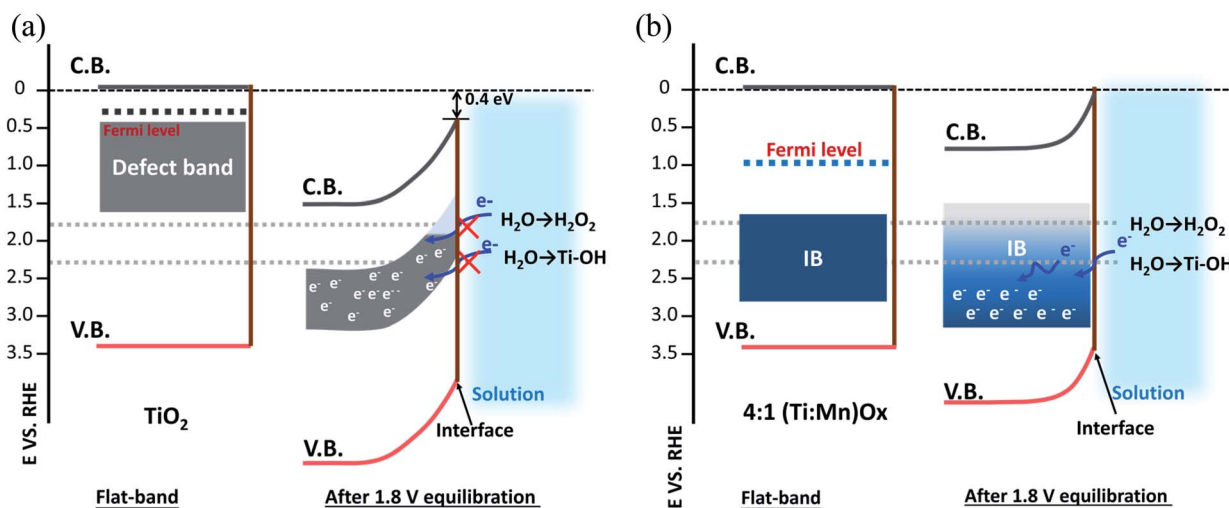 (a)
C.B.
0
0.5
1.0
1.5
2.0
2.5
3.0
3.5
E VS. RHE
Fermi level
Defect band
V.B.
TiO₂
Flat-band
0.4 eV
C.B.
e-
H₂O→H₂O₂
e-
H₂O→Ti-OH
e⁻ e⁻
e⁻ e⁻ e⁻
e⁻ e⁻ e⁻
e⁻ e⁻ e⁻ e⁻
e⁻ e⁻ e⁻
V.B.
Solution
Interface
After 1.8 V equilibration
(b)
C.B.
0
0.5
1.0
1.5
2.0
2.5
3.0
3.5
E VS. RHE
Fermi level
IB
V.B.
4:1 (Ti:Mn)Ox
Flat-band
C.B.
H₂O→H₂O₂
IB
e⁻
e⁻
H₂O→Ti-OH
e⁻ e⁻ e⁻ e⁻
e⁻ e⁻ e⁻ e⁻ e⁻
V.B.
Solution
Interface
After 1.8 V equilibration